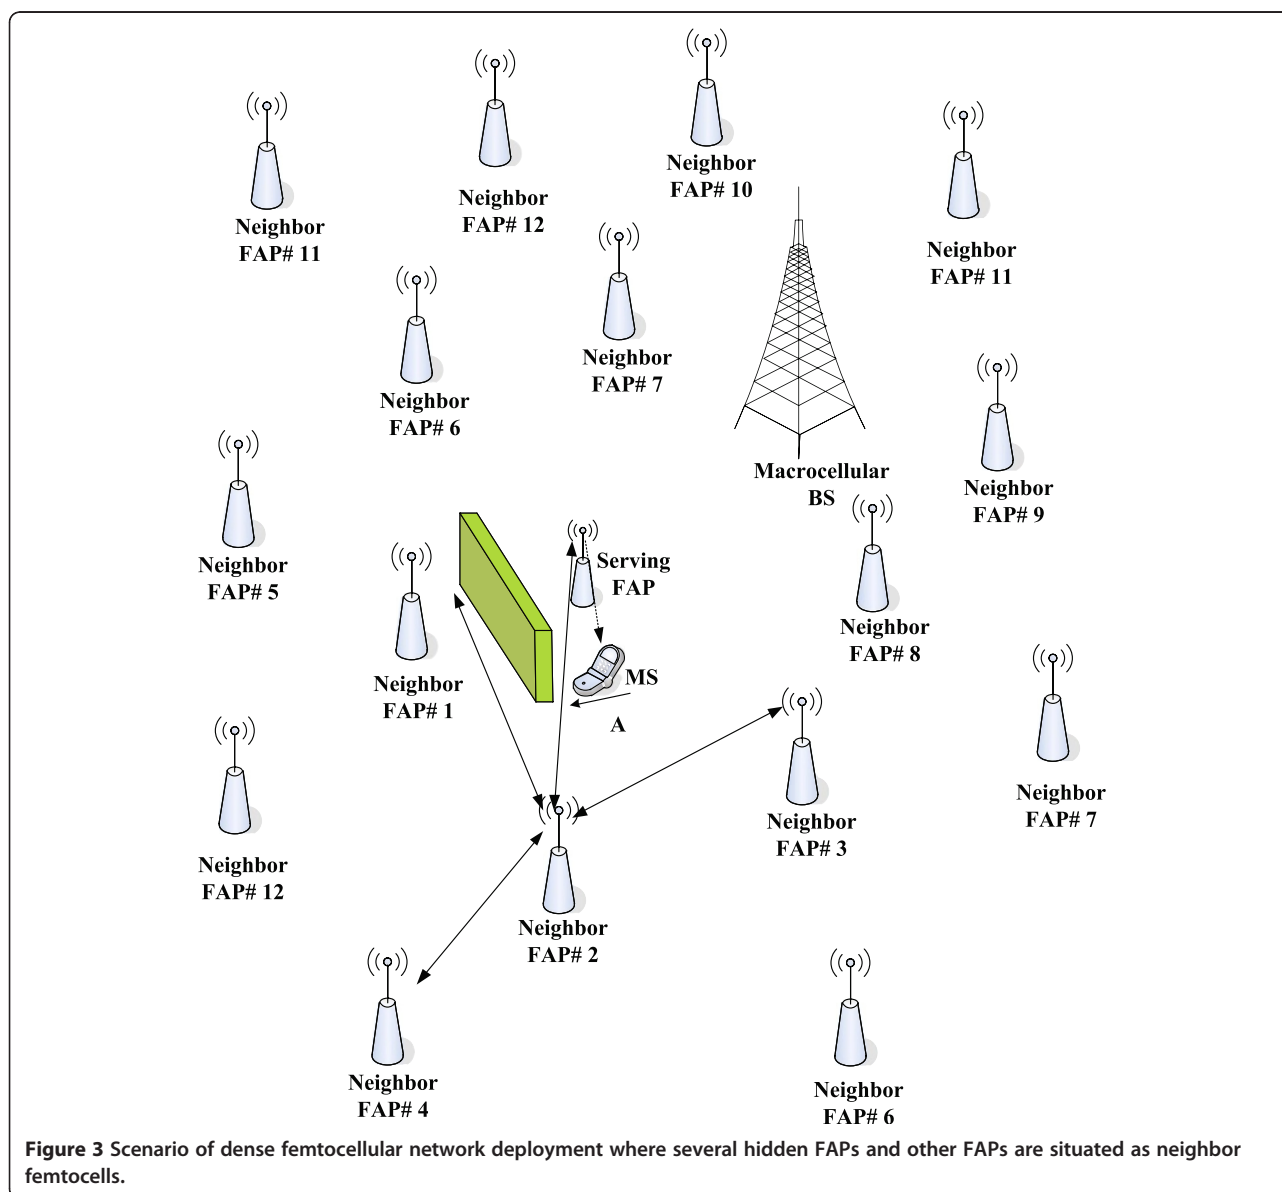 Neighbor
FAP# 10
Neighbor
FAP# 12
Neighbor
FAP# 11
Neighbor
FAP# 11
Neighbor
FAP# 7
Neighbor
FAP# 6
Macrocellular
BS
Neighbor
FAP# 9
Neighbor
FAP# 5
Serving
FAP
Neighbor
FAP# 8
MS
A
Neighbor
FAP# 1
Neighbor
FAP# 7
Neighbor
FAP# 3
Neighbor
FAP# 12
Neighbor
FAP# 2
Neighbor
FAP# 4
Neighbor
FAP# 6
Figure 3 Scenario of dense femtocellular network deployment where several hidden FAPs and other FAPs are situated as neighbor
femtocells.